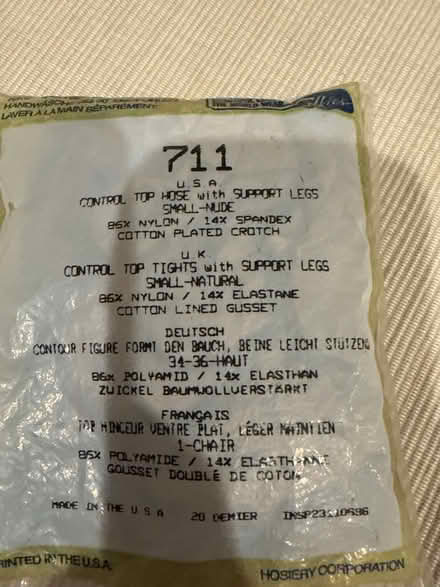 HANDWÄSCHE
LAVER À LA MAIN SÉPARÉMENT
711
U.S.A.
CONTROL TOP HOSE with SUPPORT LEGS
SMALL-NUDE
86% NYLON / 14% SPANDEX
COTTON PLATED CROTCH
U.K.
CONTROL TOP TIGHTS with SUPPORT LEGS
SMALL-NATURAL
86% NYLON / 14% ELASTANE
COTTON LINED GUSSET
DEUTSCH
CONTOUR FIGURE FORMT DEN BAUCH, BEINE LEICHT STÜTZEND
34-36-HAUT
86% POLYAMID / 14% ELASTHAN
ZWICKEL BAUMWOLLVERSTÄRKT
FRANÇAIS
TOP MINCEUR VENTRE PLAT, LÉGER MAINTIEN
1-CHAIR
86% POLYAMIDE / 14% ELASTHANNE
GOUSSET DOUBLÉ DE COTON
MADE IN THE U S A 20 DENIER INSP23110696
PRINTED IN THE U.S.A. HOSIERY CORPORATION